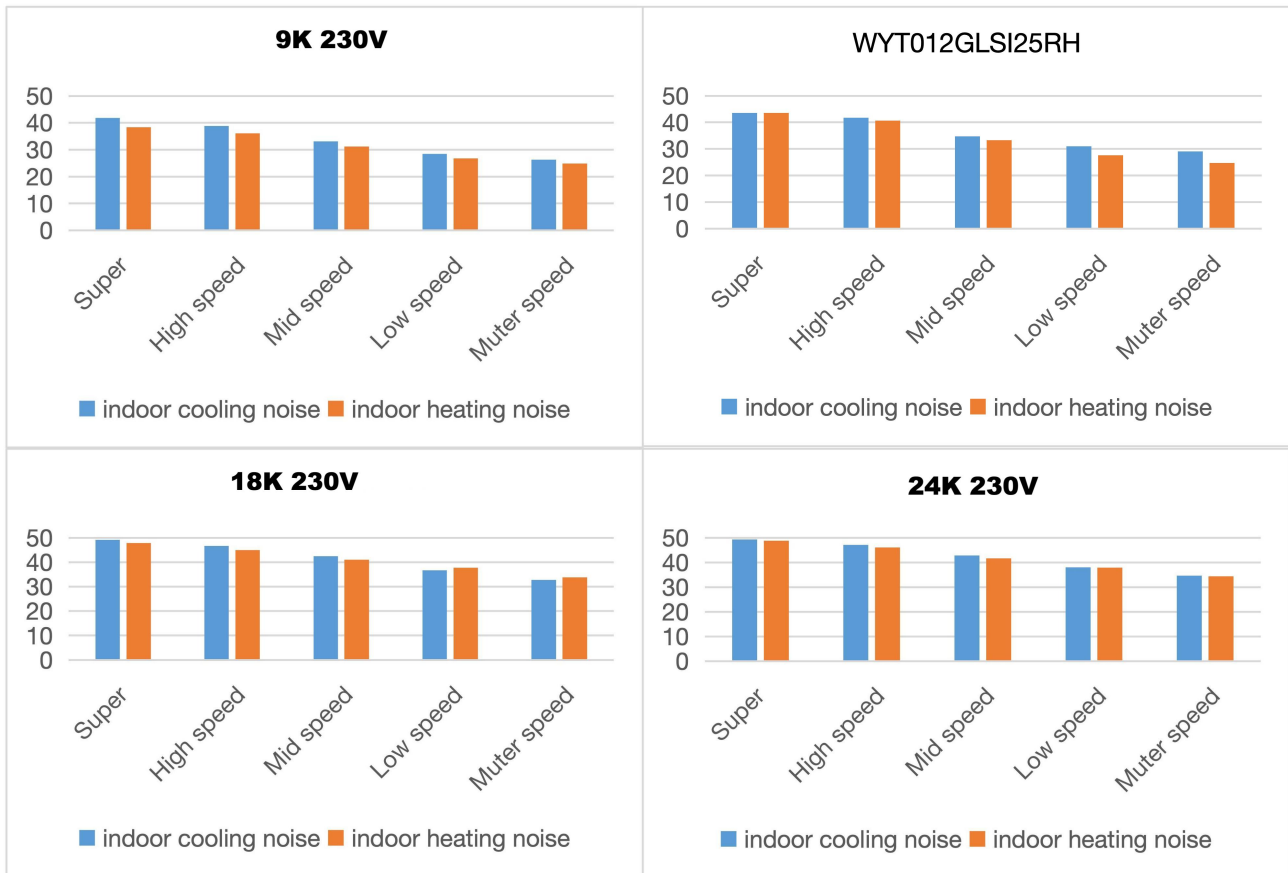 9K 230V
50
40
30
20
10
0
Super
High speed
Mid speed
Low speed
Muter speed
indoor cooling noise indoor heating noise
WYT012GLSI25RH
50
40
30
20
10
0
Super
High speed
Mid speed
Low speed
Muter speed
indoor cooling noise indoor heating noise
18K 230V
50
40
30
20
10
0
Super
High speed
Mid speed
Low speed
Muter speed
indoor cooling noise indoor heating noise
24K 230V
50
40
30
20
10
0
Super
High speed
Mid speed
Low speed
Muter speed
indoor cooling noise indoor heating noise